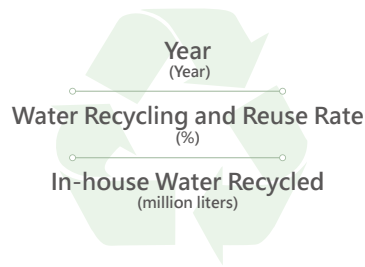 Year
(Year)
Water Recycling and Reuse Rate
(%)
In-house Water Recycled
(million liters)